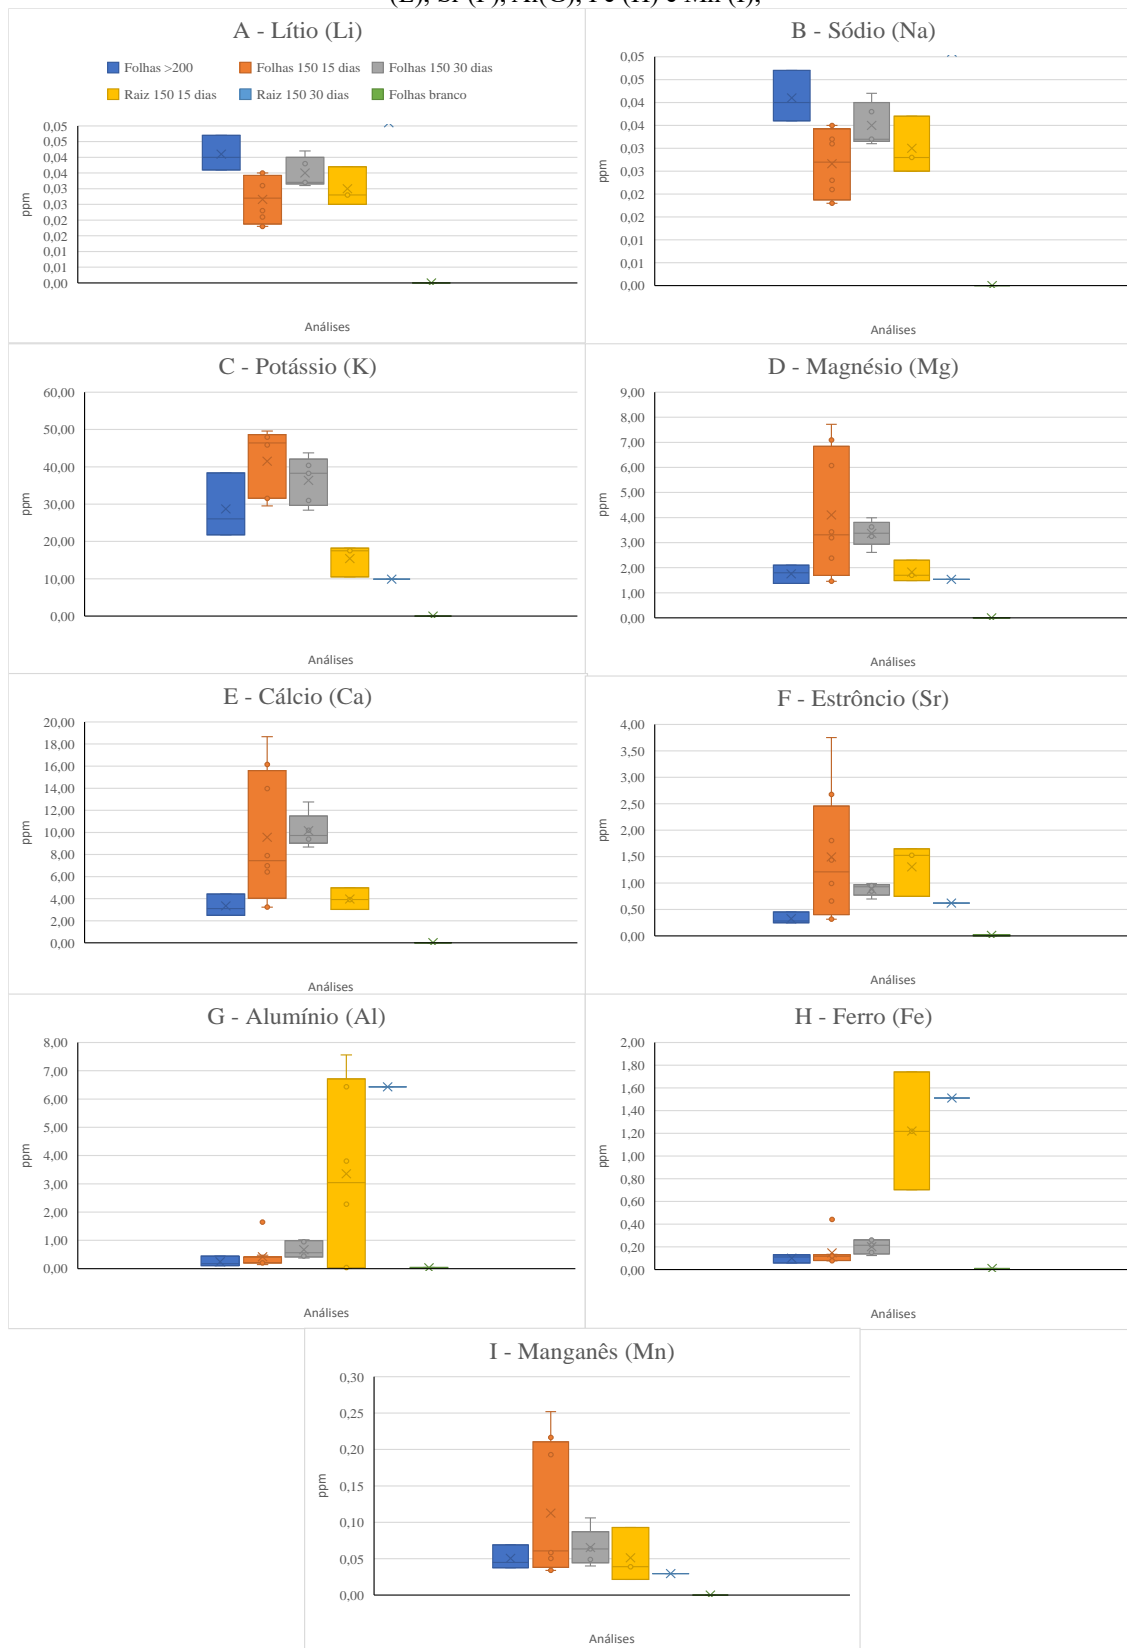 (E), Sr (F), Al(G), Fe (H) e Mn (I),
A - Lítio (Li)
Folhas >200
Folhas 150 15 dias
Folhas 150 30 dias
Raiz 150 15 dias
Raiz 150 30 dias
Folhas branco
0,05
0,05
0,04
0,04
0,03
0,03
0,02
0,02
0,01
0,01
0,00
ppm
Análises
B - Sódio (Na)
0,05
0,05
0,04
0,04
0,03
0,03
0,02
0,02
0,01
0,01
0,00
ppm
Análises
C - Potássio (K)
60,00
50,00
40,00
30,00
20,00
10,00
0,00
ppm
Análises
D - Magnésio (Mg)
9,00
8,00
7,00
6,00
5,00
4,00
3,00
2,00
1,00
0,00
ppm
Análises
E - Cálcio (Ca)
20,00
18,00
16,00
14,00
12,00
10,00
8,00
6,00
4,00
2,00
0,00
ppm
Análises
F - Estrôncio (Sr)
4,00
3,50
3,00
2,50
2,00
1,50
1,00
0,50
0,00
ppm
Análises
G - Alumínio (Al)
8,00
7,00
6,00
5,00
4,00
3,00
2,00
1,00
0,00
ppm
Análises
H - Ferro (Fe)
2,00
1,80
1,60
1,40
1,20
1,00
0,80
0,60
0,40
0,20
0,00
ppm
Análises
I - Manganês (Mn)
0,30
0,25
0,20
0,15
0,10
0,05
0,00
ppm
Análises